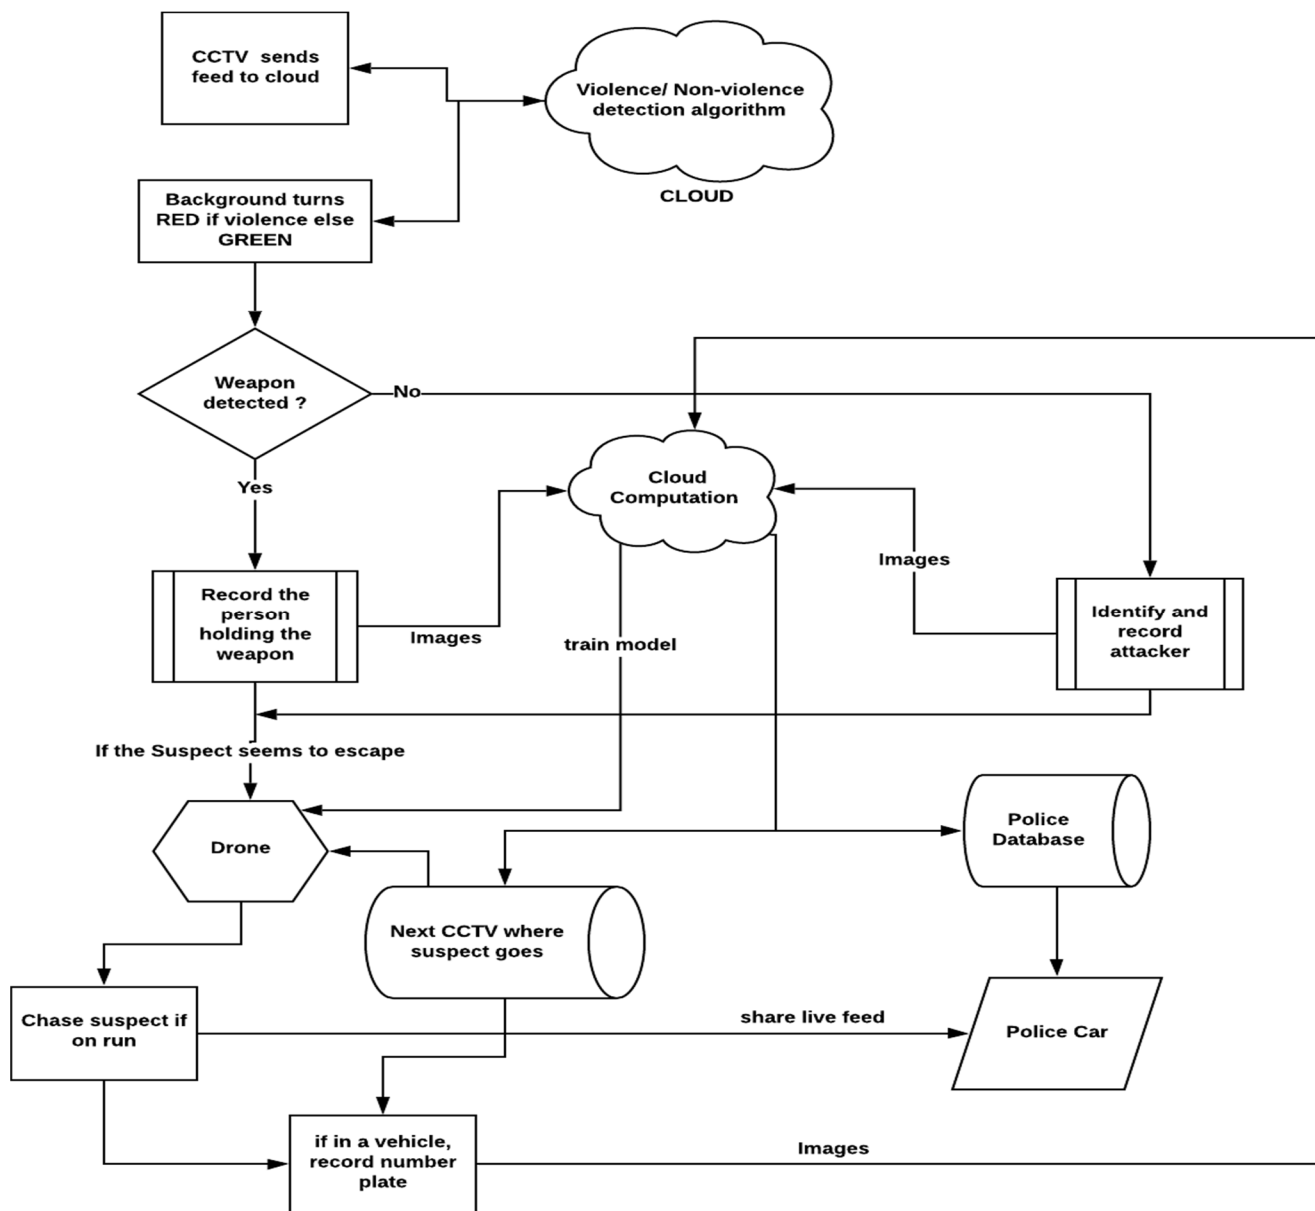 CCTV sends
feed to cloud
Violence/ Non-violence
detection algorithm
CLOUD
Background turns
RED if violence else
GREEN
Weapon
detected ?
No
Yes
Cloud
Computation
Images
Record the
person
holding the
weapon
Images
train model
Identify and
record
attacker
If the Suspect seems to escape
Drone
Police
Database
Next CCTV where
suspect goes
Chase suspect if
on run
share live feed
Police Car
if in a vehicle,
record number
plate
Images